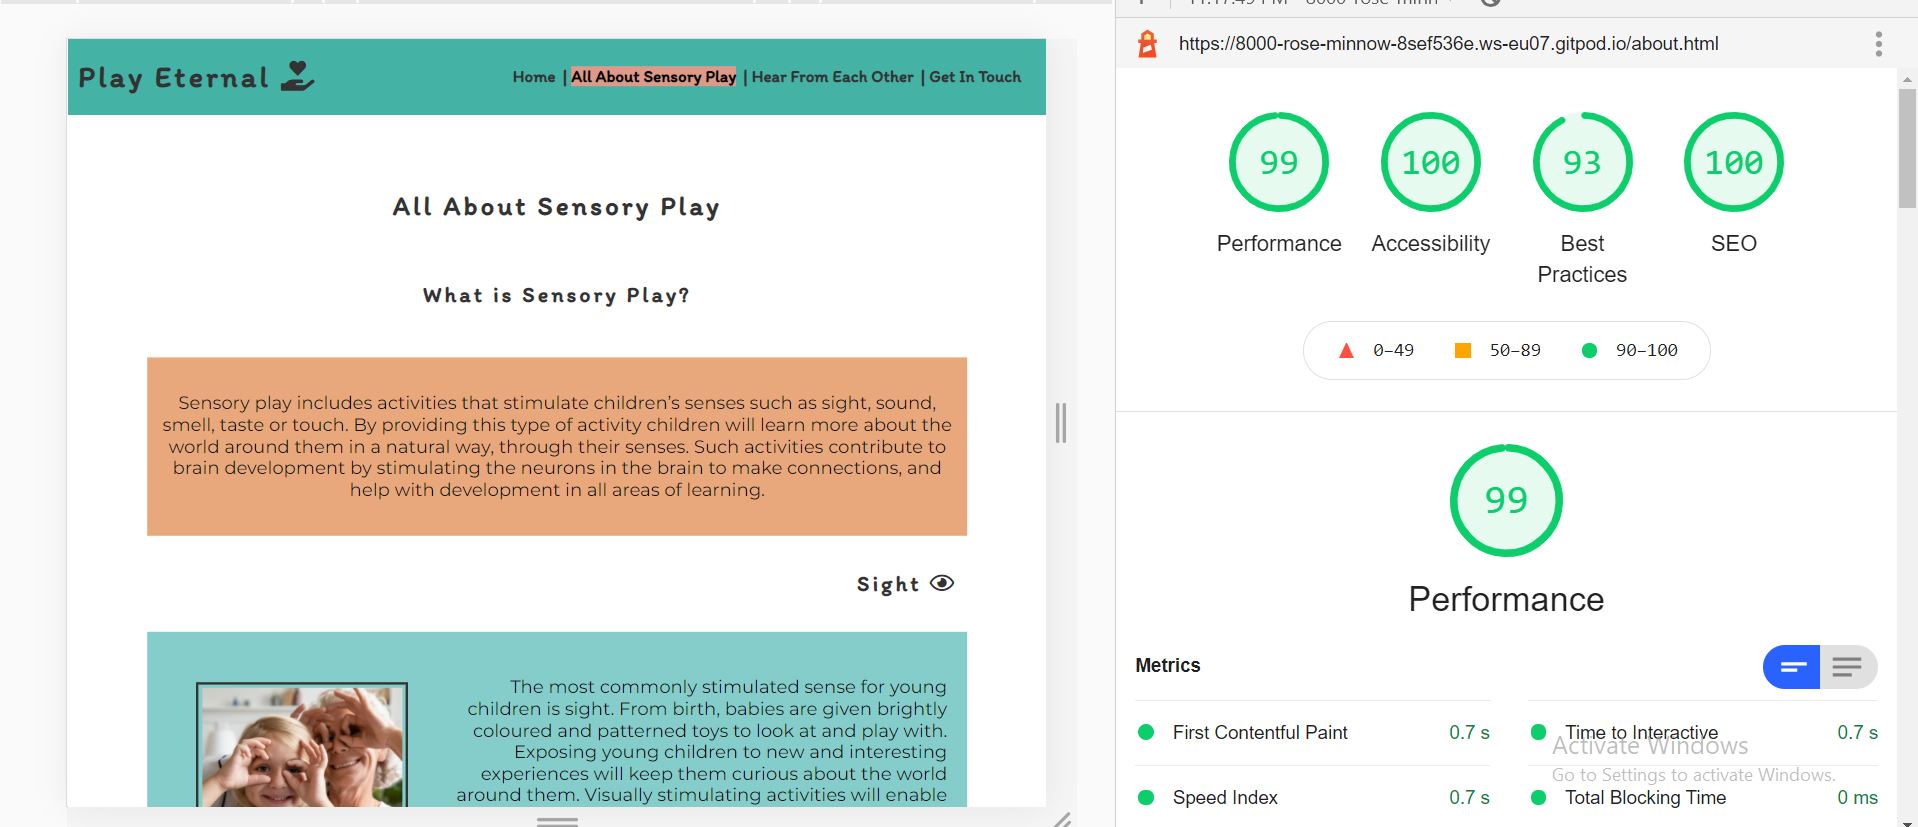 Play Eternal
Home | All About Sensory Play | Hear From Each Other | Get In Touch
All About Sensory Play
What is Sensory Play?
Sensory play includes activities that stimulate children’s senses such as sight, sound,
smell, taste or touch. By providing this type of activity children will learn more about the
world around them in a natural way, through their senses. Such activities contribute to
brain development by stimulating the neurons in the brain to make connections, and
help with development in all areas of learning.
Sight
The most commonly stimulated sense for young
children is sight. From birth, babies are given brightly
coloured and patterned toys to look at and play with.
Exposing young children to new and interesting
experiences will keep them curious about the world
around them. Visually stimulating activities will enable
https://8000-rose-minnow-8sef536e.ws-eu07.gitpod.io/about.html
99
100
93
100
Performance
Accessibility
Best
Practices
SEO
0–49
50–89
90–100
99
Performance
Metrics
First Contentful Paint 0.7 s
Time to Interactive 0.7 s
Speed Index 0.7 s
Total Blocking Time 0 ms
Activate Windows
Go to Settings to activate Windows.